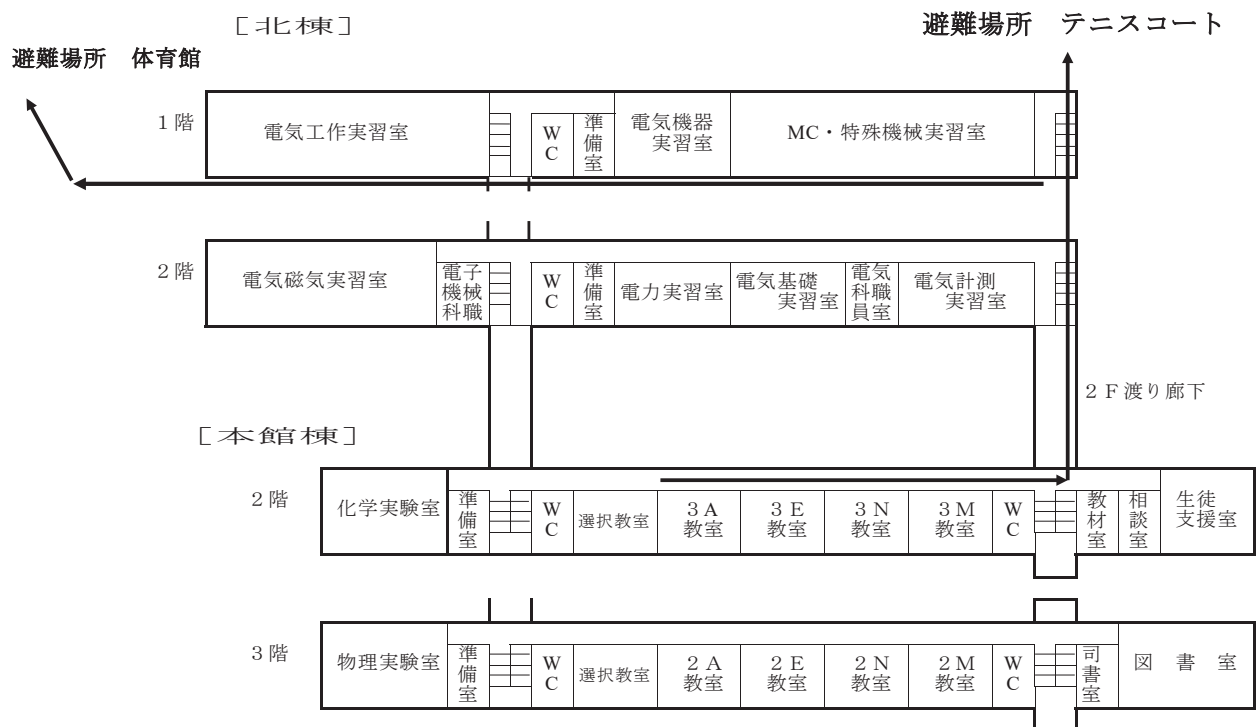 ［北棟］
避難場所　テニスコート
避難場所　体育館
１階
電気工作実習室
WC
準備室
電気機器
実習室
MC・特殊機械実習室
２階
電気磁気実習室
電子
機械
科職
WC
準備室
電力実習室
電気基礎
実習室
電気
科職
員室
電気計測
実習室
２Ｆ渡り廊下
［本館棟］
２階
化学実験室
準備室
WC
選択教室
３Ａ
教室
３Ｅ
教室
３Ｎ
教室
３Ｍ
教室
WC
教材室
相談室
生徒
支援室
３階
物理実験室
準備室
WC
選択教室
２Ａ
教室
２Ｅ
教室
２Ｎ
教室
２Ｍ
教室
WC
司書室
図　書　室